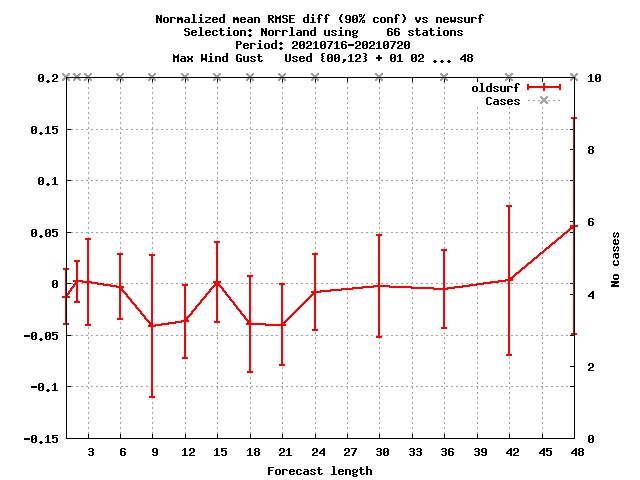 Normalized mean RMSE diff (90% conf) vs newsurf
Selection: Norrland using    66 stations
Period: 20210716-20210720
Max Wind Gust   Used {00,12} + 01 02 ... 48
oldsurf
Cases
0.2
0.15
0.1
0.05
0
-0.05
-0.1
-0.15
10
8
6
4
2
0
No cases
3 6 9 12 15 18 21 24 27 30 33 36 39 42 45 48
Forecast length